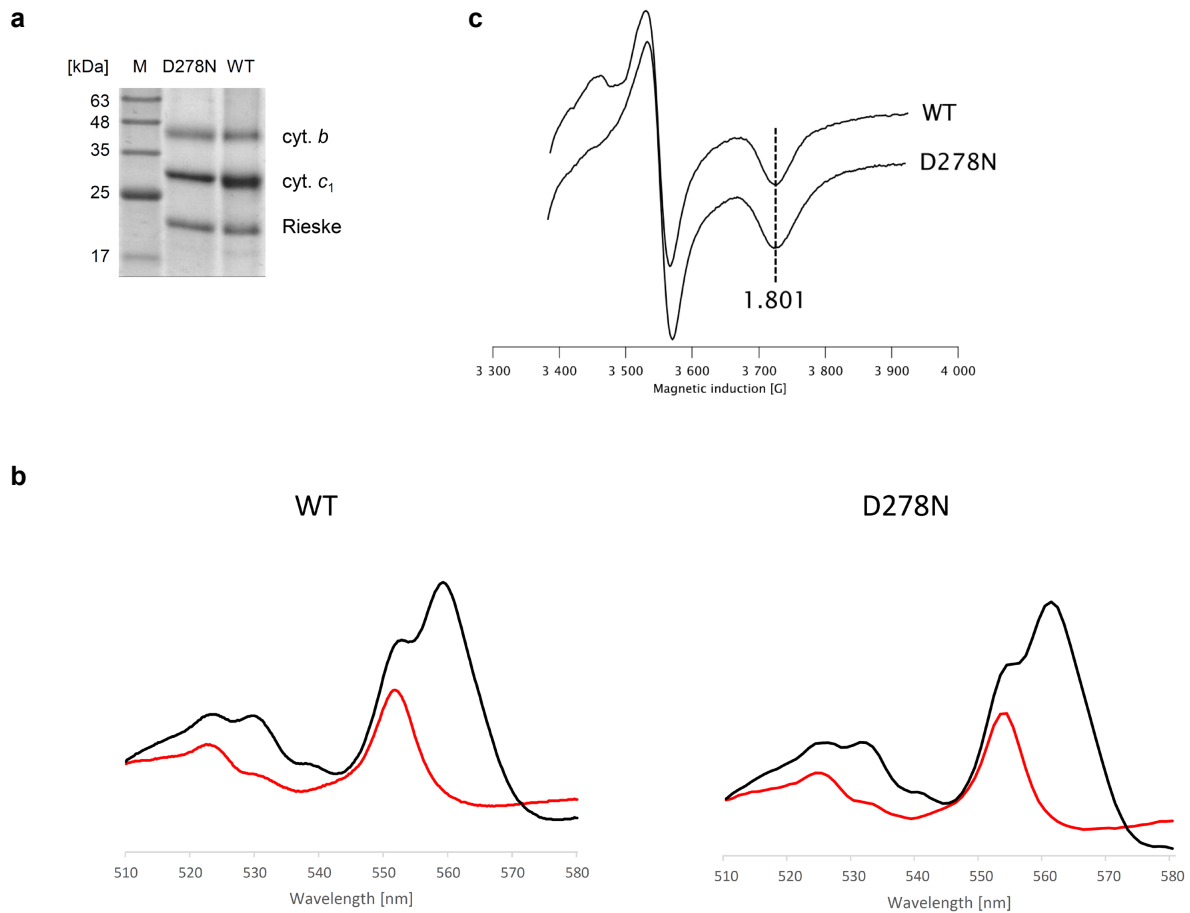 a
[kDa] M D278N WT
63
48
35
25
17
cyt. b
cyt. c1
Rieske
c
WT
D278N
1.801
3 300 3 400 3 500 3 600 3 700 3 800 3 900 4 000
Magnetic induction [G]
b
WT
510 520 530 540 550 560 570 580
Wavelength [nm]
D278N
510 520 530 540 550 560 570 580
Wavelength [nm]